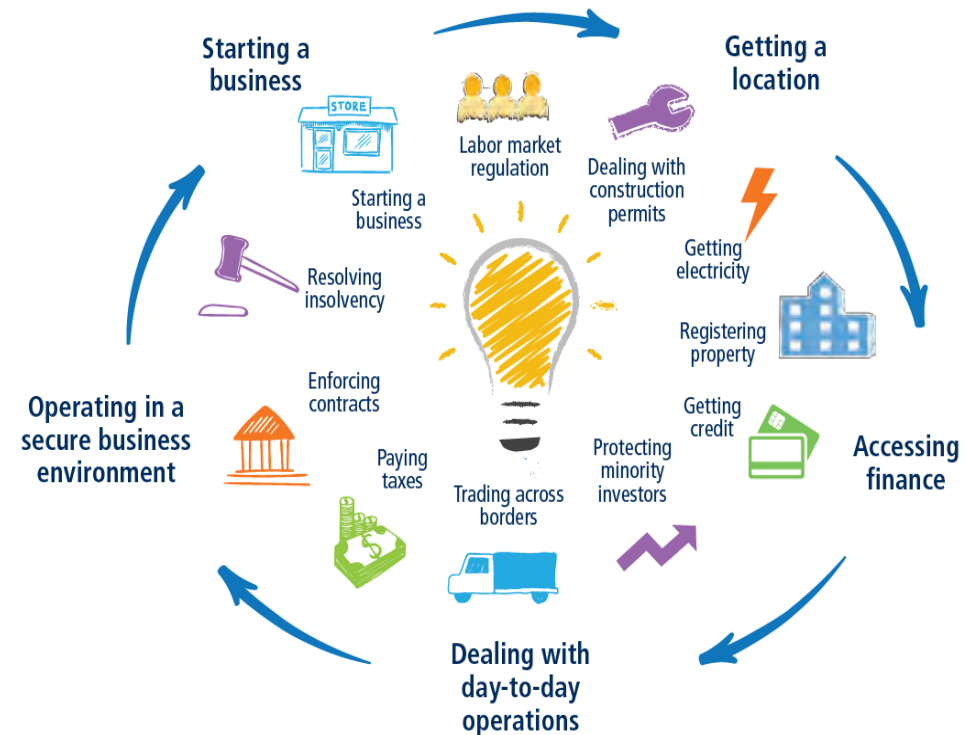 Starting a
business
Getting a
location
STORE
Labor market
regulation
Dealing with
construction
permits
Starting a
business
Getting
electricity
Resolving
insolvency
Registering
property
Enforcing
contracts
Getting
credit
Operating in a
secure business
environment
Accessing
finance
Paying
taxes
Protecting
minority
investors
Trading across
borders
$
$
$
$
Dealing with
day-to-day
operations